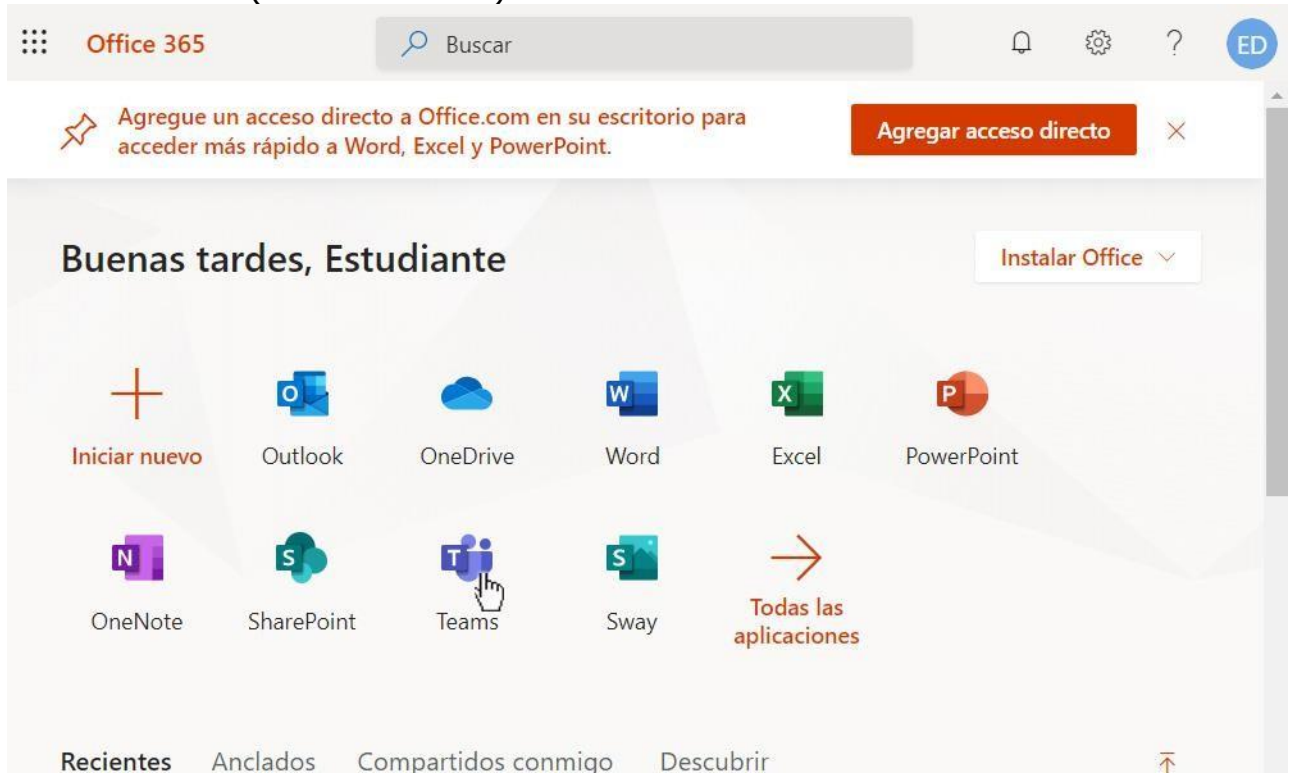 Office 365
Buscar
?
ED
Agregue un acceso directo a Office.com en su escritorio para
acceder más rápido a Word, Excel y PowerPoint.
Agregar acceso directo
Buenas tardes, Estudiante
Instalar Office
O
W
X
P
Iniciar nuevo
Outlook
OneDrive
Word
Excel
PowerPoint
N
S
T
S
OneNote
SharePoint
Teams
Sway
Todas las
aplicaciones
Recientes
Anclados
Compartidos conmigo
Descubrir